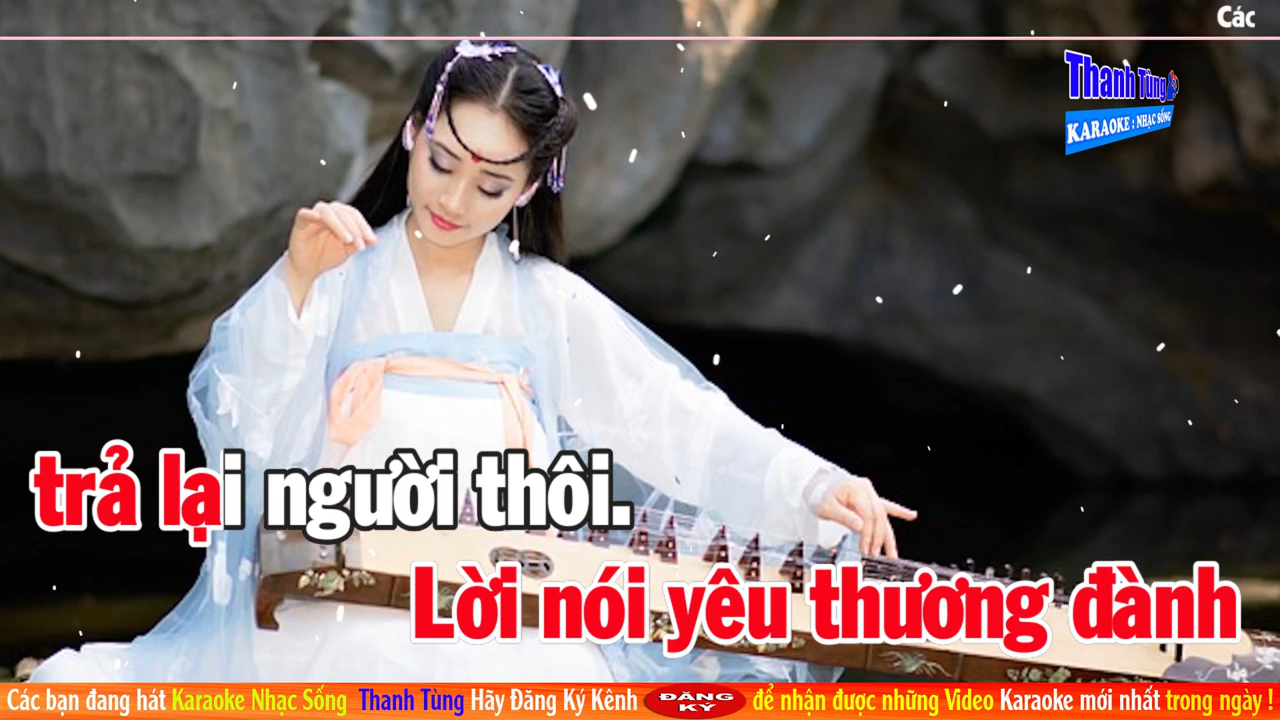 Các
Thanh Tùng
KARAOKE : NHẠC SỐNG
trả lại người thôi.
Lời nói yêu thương đành
Các bạn đang hát Karaoke Nhạc Sống Thanh Tùng Hãy Đăng Ký Kênh ĐĂNG KÝ để nhận được những Video Karaoke mới nhất trong ngày !